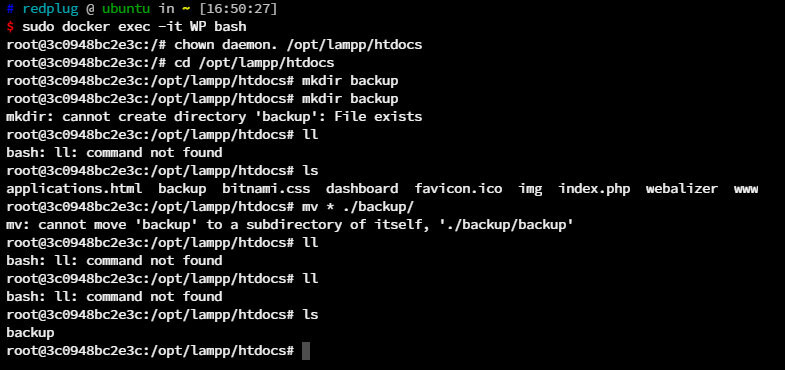 # redplug @ ubuntu in ~ [16:50:27]
$ sudo docker exec -it WP bash
root@3c0948bc2e3c:/# chown daemon. /opt/lampp/htdocs
root@3c0948bc2e3c:/# cd /opt/lampp/htdocs
root@3c0948bc2e3c:/opt/lampp/htdocs# mkdir backup
root@3c0948bc2e3c:/opt/lampp/htdocs# mkdir backup
mkdir: cannot create directory 'backup': File exists
root@3c0948bc2e3c:/opt/lampp/htdocs# ll
bash: ll: command not found
root@3c0948bc2e3c:/opt/lampp/htdocs# ls
applications.html  backup  bitnami.css  dashboard  favicon.ico  img  index.php  webalizer  www
root@3c0948bc2e3c:/opt/lampp/htdocs# mv * ./backup/
mv: cannot move 'backup' to a subdirectory of itself, './backup/backup'
root@3c0948bc2e3c:/opt/lampp/htdocs# ll
bash: ll: command not found
root@3c0948bc2e3c:/opt/lampp/htdocs# ll
bash: ll: command not found
root@3c0948bc2e3c:/opt/lampp/htdocs# ls
backup
root@3c0948bc2e3c:/opt/lampp/htdocs#